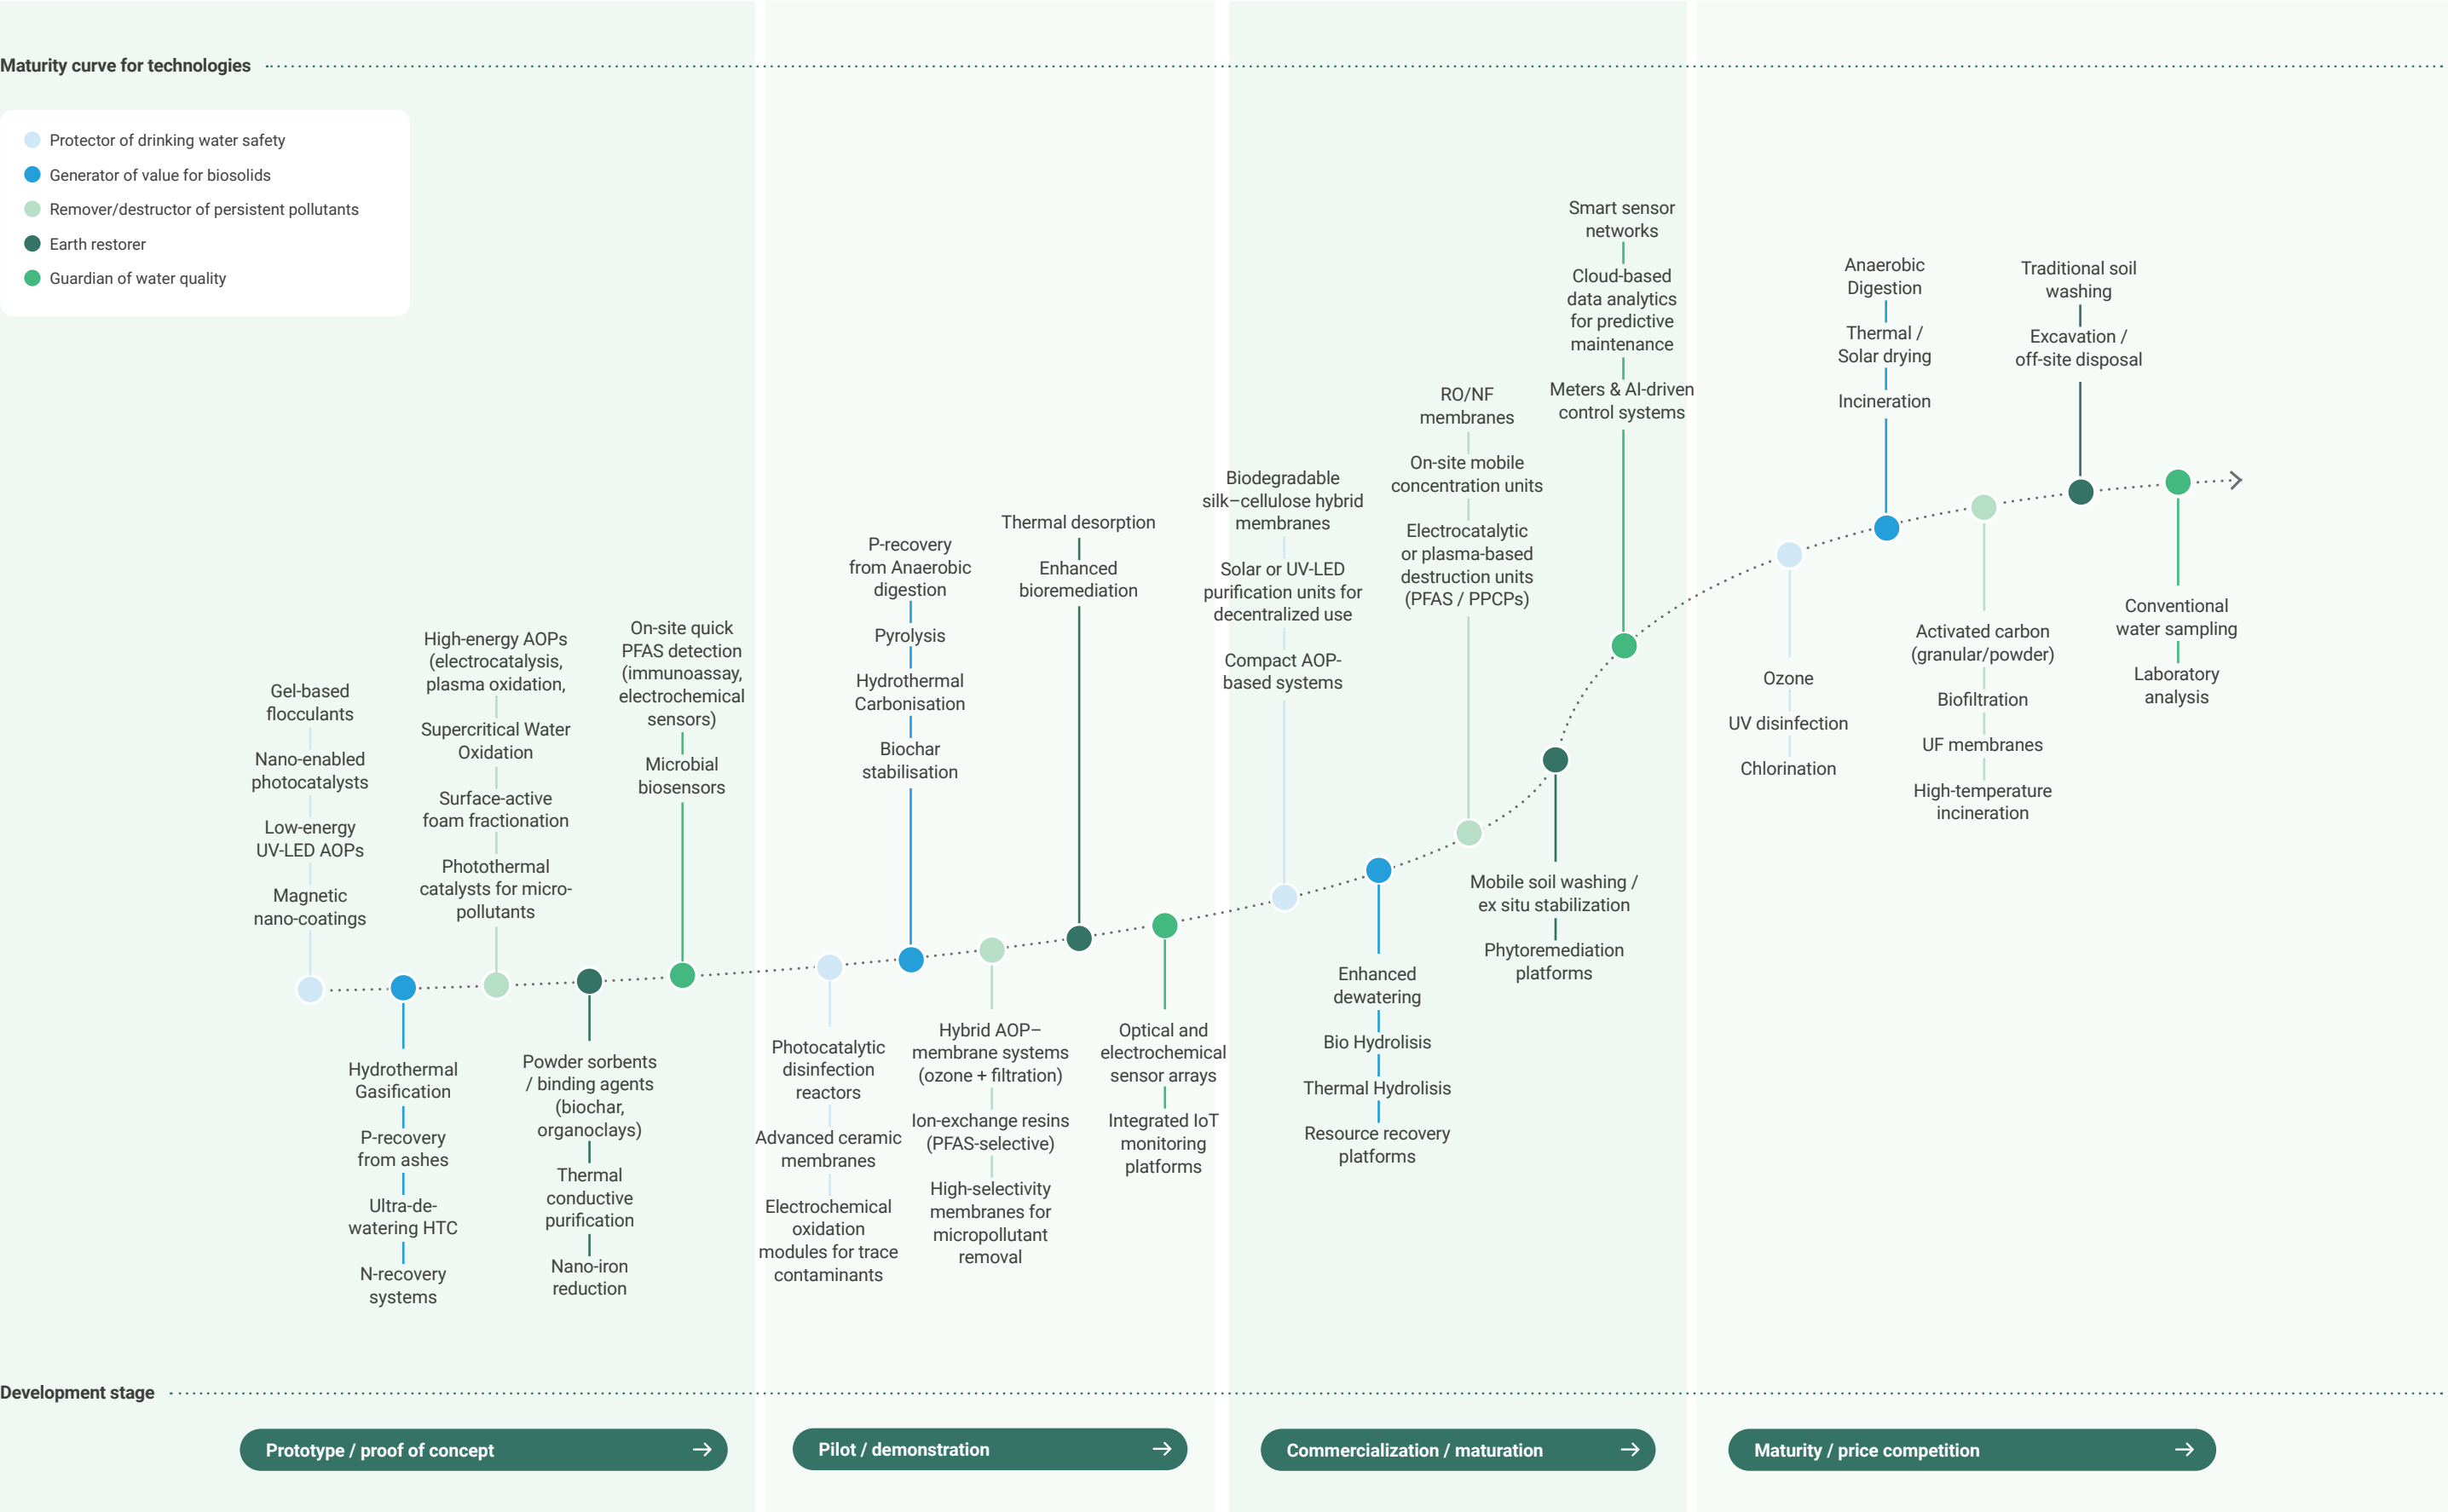 Maturity curve for technologies
Protector of drinking water safety
Generator of value for biosolids
Remover/destructor of persistent pollutants
Earth restorer
Guardian of water quality
Gel-based
flocculants
Nano-enabled
photocatalysts
Low-energy
UV-LED AOPs
Magnetic
nano-coatings
Hydrothermal
Gasification
P-recovery
from ashes
Ultra-de-
watering HTC
N-recovery
systems
High-energy AOPs
(electrocatalysis,
plasma oxidation,
Supercritical Water
Oxidation
Surface-active
foam fractionation
Photothermal
catalysts for micro-
pollutants
Powder sorbents
/ binding agents
(biochar,
organoclays)
Thermal
conductive
purification
Nano-iron
reduction
On-site quick
PFAS detection
(immunoassay,
electrochemical
sensors)
Microbial
biosensors
Photocatalytic
disinfection
reactors
Advanced ceramic
membranes
Electrochemical
oxidation
modules for trace
contaminants
P-recovery
from Anaerobic
digestion
Pyrolysis
Hydrothermal
Carbonisation
Biochar
stabilisation
Hybrid AOP–
membrane systems
(ozone + filtration)
Ion-exchange resins
(PFAS-selective)
High-selectivity
membranes for
micropollutant
removal
Thermal desorption
Enhanced
bioremediation
Optical and
electrochemical
sensor arrays
Integrated IoT
monitoring
platforms
Biodegradable
silk–cellulose hybrid
membranes
Solar or UV-LED
purification units for
decentralized use
Compact AOP-
based systems
Enhanced
dewatering
Bio Hydrolisis
Thermal Hydrolisis
Resource recovery
platforms
RO/NF
membranes
On-site mobile
concentration units
Electrocatalytic
or plasma-based
destruction units
(PFAS / PPCPs)
Mobile soil washing /
ex situ stabilization
Phytoremediation
platforms
Smart sensor
networks
Cloud-based
data analytics
for predictive
maintenance
Meters & AI-driven
control systems
Ozone
UV disinfection
Chlorination
Anaerobic
Digestion
Thermal /
Solar drying
Incineration
Activated carbon
(granular/powder)
Biofiltration
UF membranes
High-temperature
incineration
Traditional soil
washing
Excavation /
off-site disposal
Conventional
water sampling
Laboratory
analysis
Development stage
Prototype / proof of concept
Pilot / demonstration
Commercialization / maturation
Maturity / price competition